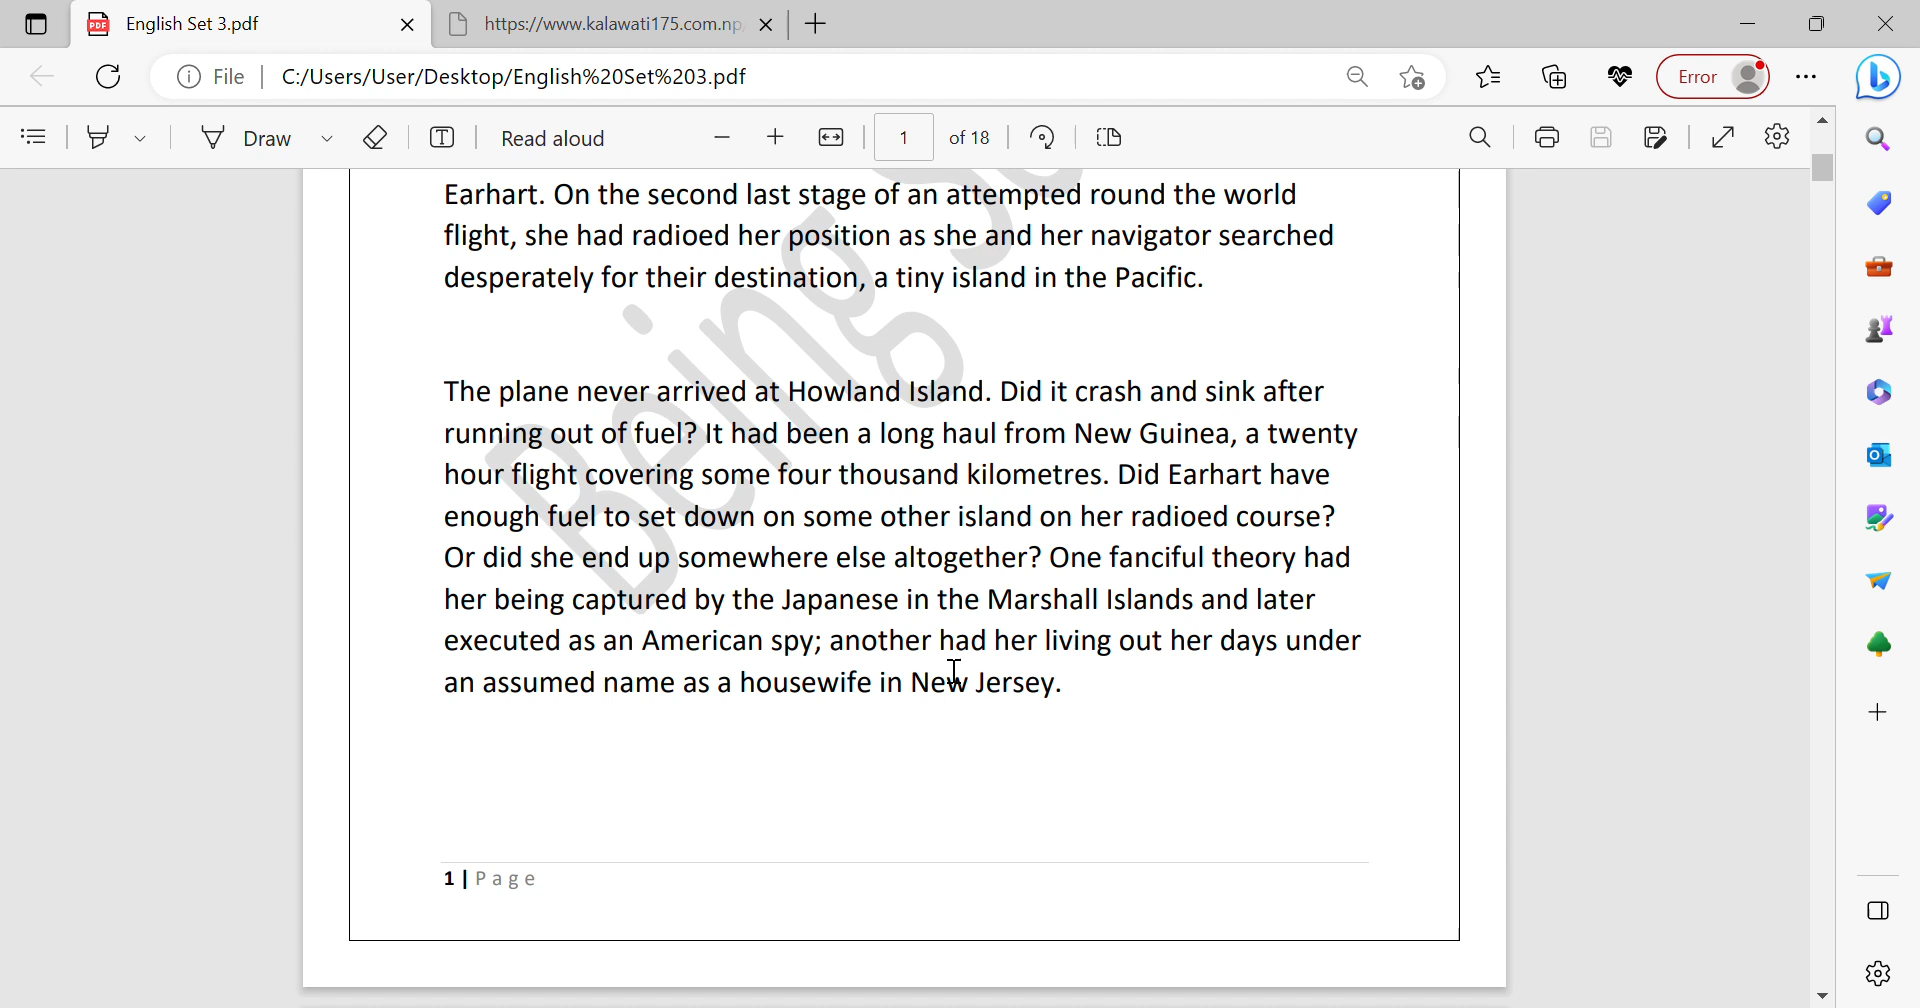 English Set 3.pdf
https://www.kalawati175.com.np
File
C:/Users/User/Desktop/English%20Set%203.pdf
Error
Draw
Read aloud
1
of 18
Earhart. On the second last stage of an attempted round the world
flight, she had radioed her position as she and her navigator searched
desperately for their destination, a tiny island in the Pacific.
The plane never arrived at Howland Island. Did it crash and sink after
running out of fuel? It had been a long haul from New Guinea, a twenty
hour flight covering some four thousand kilometres. Did Earhart have
enough fuel to set down on some other island on her radioed course?
Or did she end up somewhere else altogether? One fanciful theory had
her being captured by the Japanese in the Marshall Islands and later
executed as an American spy; another had her living out her days under
an assumed name as a housewife in New Jersey.
Being
1 | Page